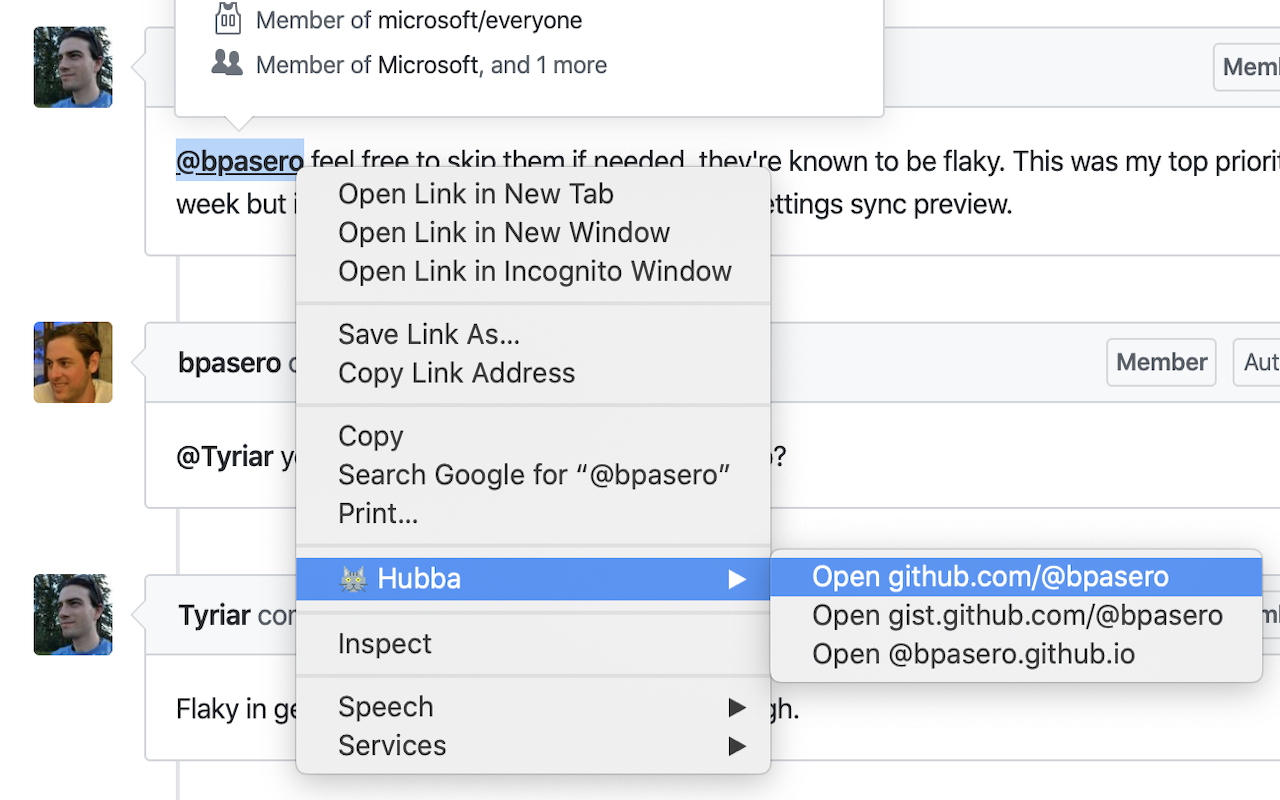 Member of microsoft/everyone
Member of Microsoft, and 1 more
Memb
@bpasero feel free to skip them if needed, they're known to be flaky. This was my top priorit
week but i ettings sync preview.
Open Link in New Tab
Open Link in New Window
Open Link in Incognito Window
Save Link As...
Copy Link Address
bpasero c
Member
Aut
@Tyriar yo ?
Copy
Search Google for “@bpasero”
Print...
Hubba
Open github.com/@bpasero
Open gist.github.com/@bpasero
Open @bpasero.github.io
Tyriar com
Inspect
Flaky in ge gh.
Speech
Services